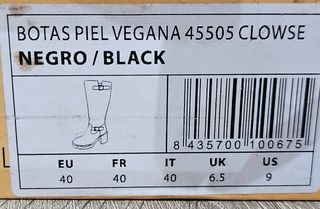 BOTAS PIEL VEGANA 45505 CLOWSE
NEGRO / BLACK
8 435700 100675
EU FR IT UK US
40 40 40 6.5 9